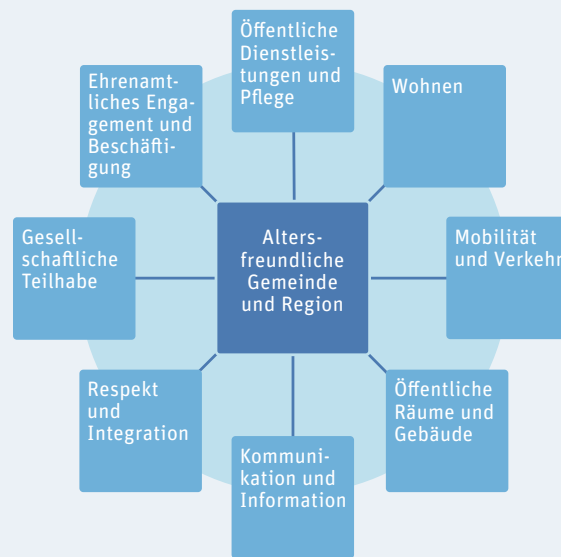 Öffentliche
Dienstleis-
tungen und
Pflege
Wohnen
Mobilität
und Verkehr
Öffentliche
Räume und
Gebäude
Kommuni-
kation und
Information
Respekt
und
Integration
Gesell-
schaftliche
Teilhabe
Ehrenamt-
liches Enga-
gement und
Beschäfti-
gung
Alters-
freundliche
Gemeinde
und Region